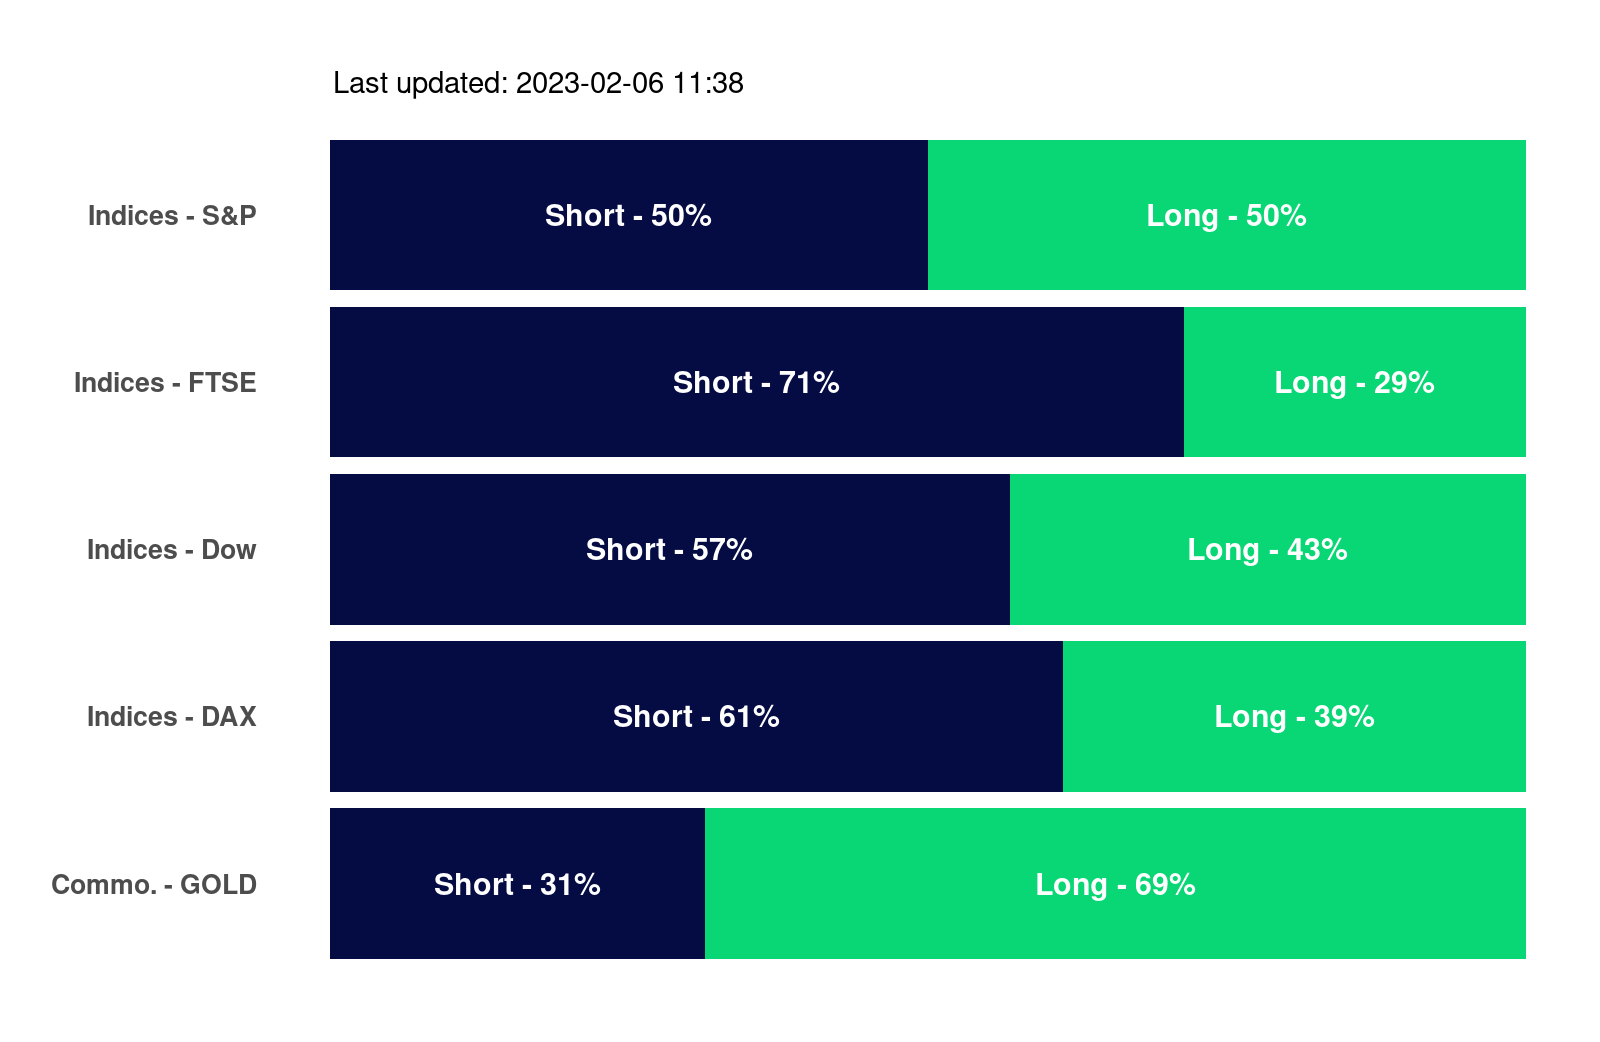 Last updated: 2023-02-06 11:38
Indices - S&P Short - 50% Long - 50%
Indices - FTSE Short - 71% Long - 29%
Indices - Dow Short - 57% Long - 43%
Indices - DAX Short - 61% Long - 39%
Commo. - GOLD Short - 31% Long - 69%